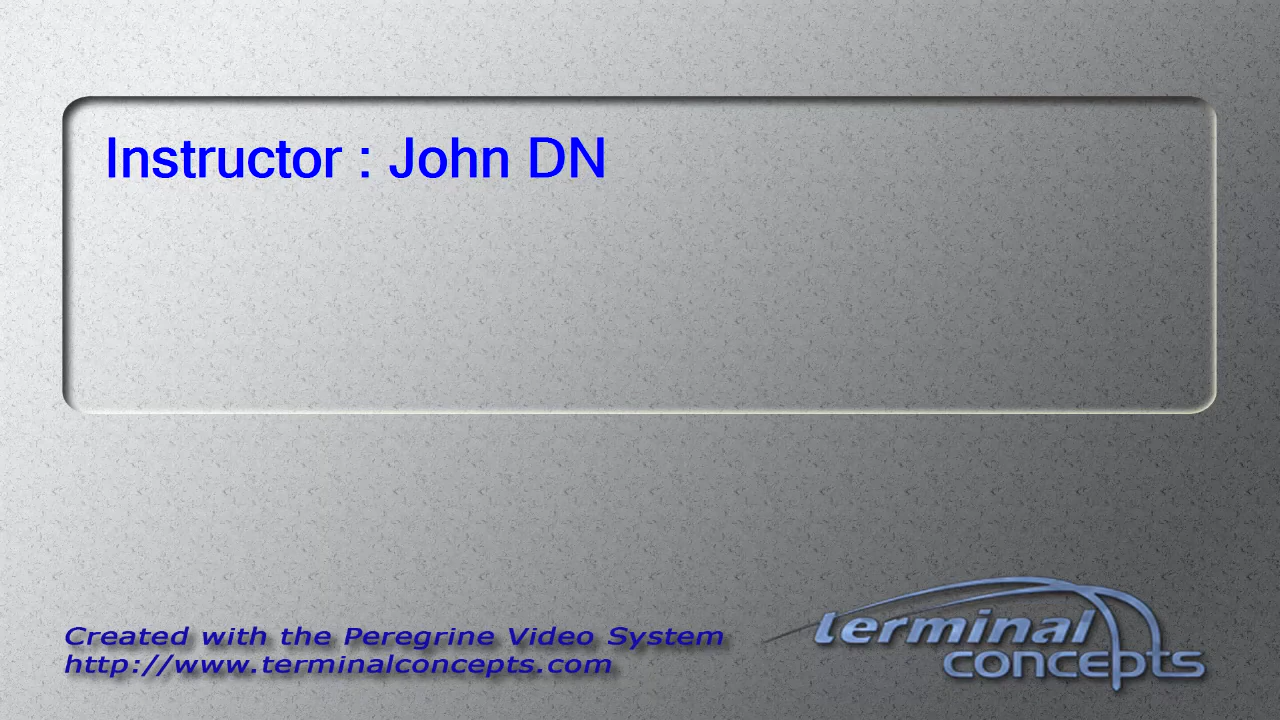 Instructor : John DN
Created with the Peregrine Video System
http://www.terminalconcepts.com
terminal
concepts